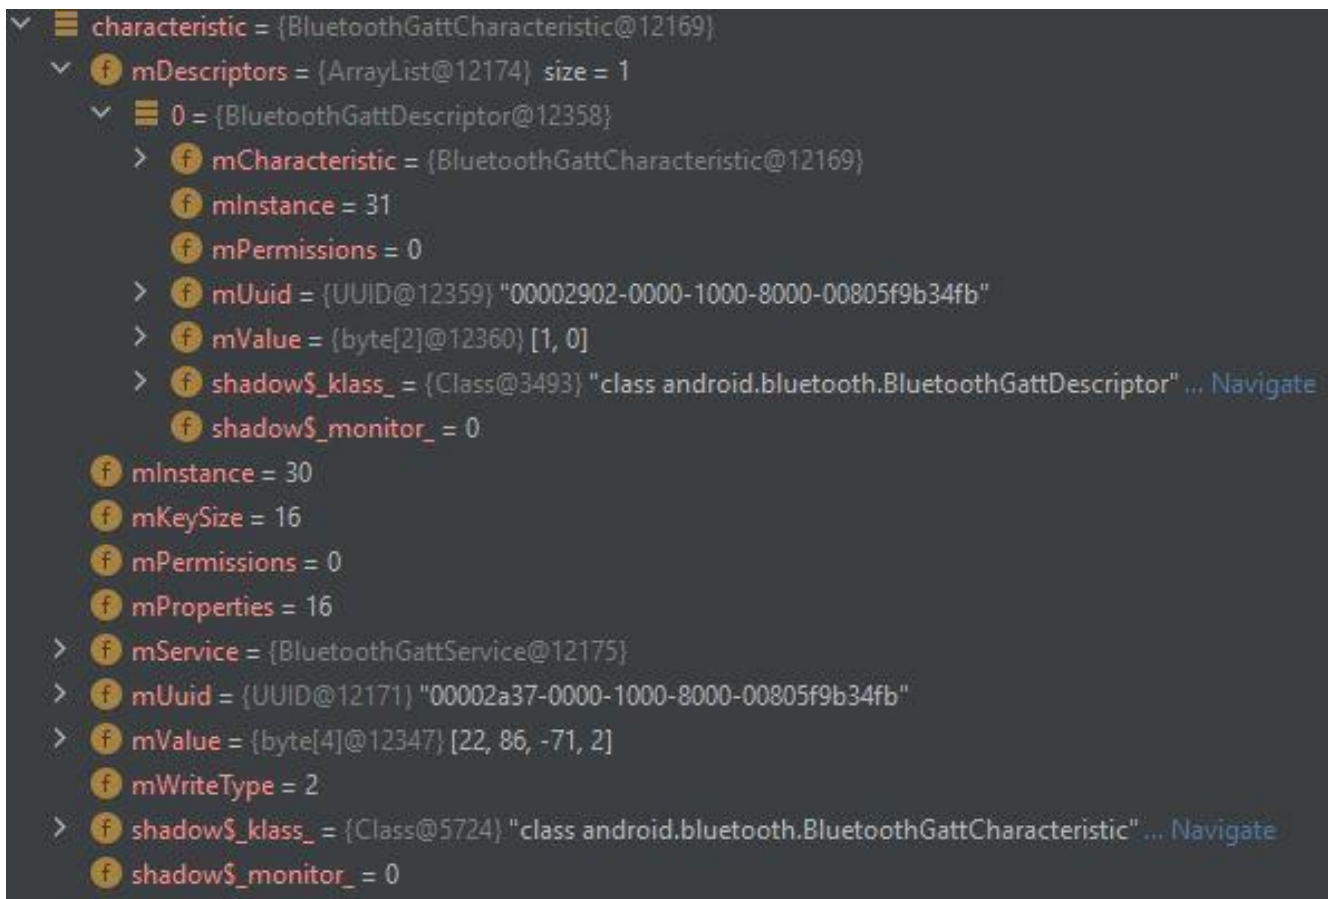 characteristic = {BluetoothGattCharacteristic@12169}
f mDescriptors = {ArrayList@12174} size = 1
0 = {BluetoothGattDescriptor@12358}
f mCharacteristic = {BluetoothGattCharacteristic@12169}
f mInstance = 31
f mPermissions = 0
f mUuid = {UUID@12359} "00002902-0000-1000-8000-00805f9b34fb"
f mValue = {byte[2]@12360} [1, 0]
f shadow$_klass_ = {Class@3493} "class android.bluetooth.BluetoothGattDescriptor" ... Navigate
f shadow$_monitor_ = 0
f mInstance = 30
f mKeySize = 16
f mPermissions = 0
f mProperties = 16
f mService = {BluetoothGattService@12175}
f mUuid = {UUID@12171} "00002a37-0000-1000-8000-00805f9b34fb"
f mValue = {byte[4]@12347} [22, 86, -71, 2]
f mWriteType = 2
f shadow$_klass_ = {Class@5724} "class android.bluetooth.BluetoothGattCharacteristic" ... Navigate
f shadow$_monitor_ = 0